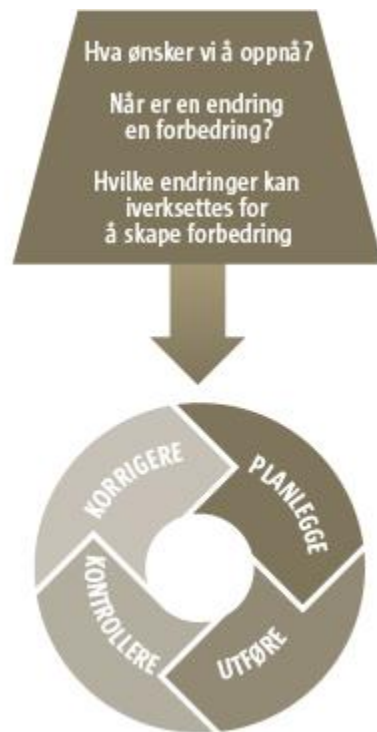 Hva ønsker vi å oppnå?
Når er en endring
en forbedring?
Hvilke endringer kan
iverksettes for
å skape forbedring
PLANLEGGE
UTFØRE
KONTROLLERE
KORRIGERE